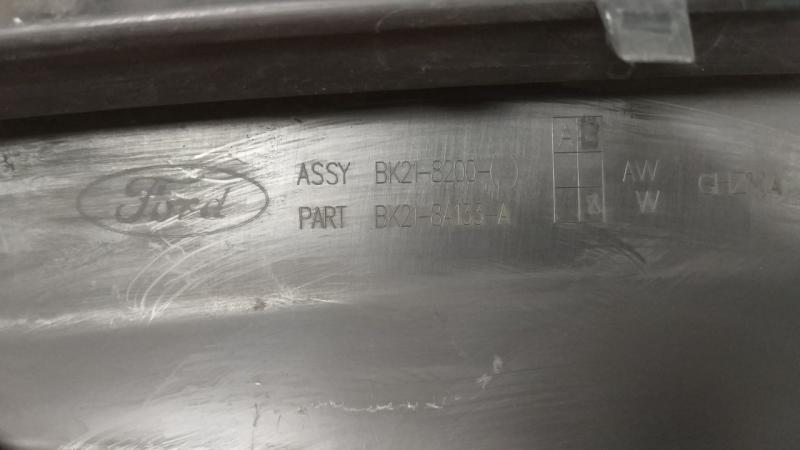 Ford
ASSY BK21-8200-( )
PART BK21-8A133-A
A B
&
AW
W
CHINA